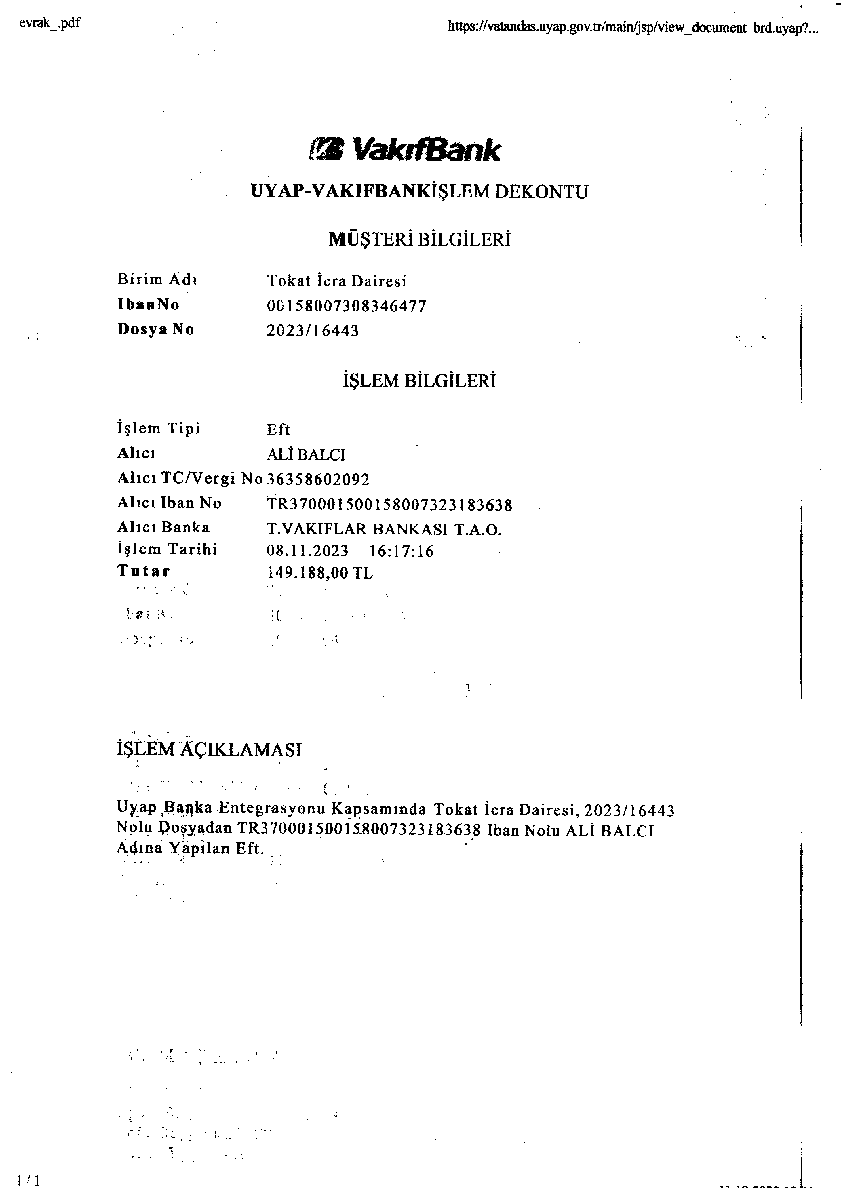 evrak_.pdf
https://vatandas.uyap.gov.tr/main/jsp/view_document_brd.uyap?...
VakıfBank
UYAP-VAKIFBANKİŞLEM DEKONTU
MÜŞTERİ BİLGİLERİ
Birim Adı Tokat İcra Dairesi
IbanNo 00158007308346477
Dosya No 2023/16443
İŞLEM BİLGİLERİ
İşlem Tipi Eft
Alıcı ALİ BALCI
Alıcı TC/Vergi No 36358602092
Alıcı Iban No TR370001500158007323183638
Alıcı Banka T.VAKIFLAR BANKASI T.A.O.
İşlem Tarihi 08.11.2023 16:17:16
Tutar 149.188,00 TL
İŞLEM AÇIKLAMASI
Uyap Banka Entegrasyonu Kapsamında Tokat İcra Dairesi, 2023/16443
Nolu Dosyadan TR370001500158007323183638 Iban Nolu ALİ BALCI
Adına Yapilan Eft.
1 / 1